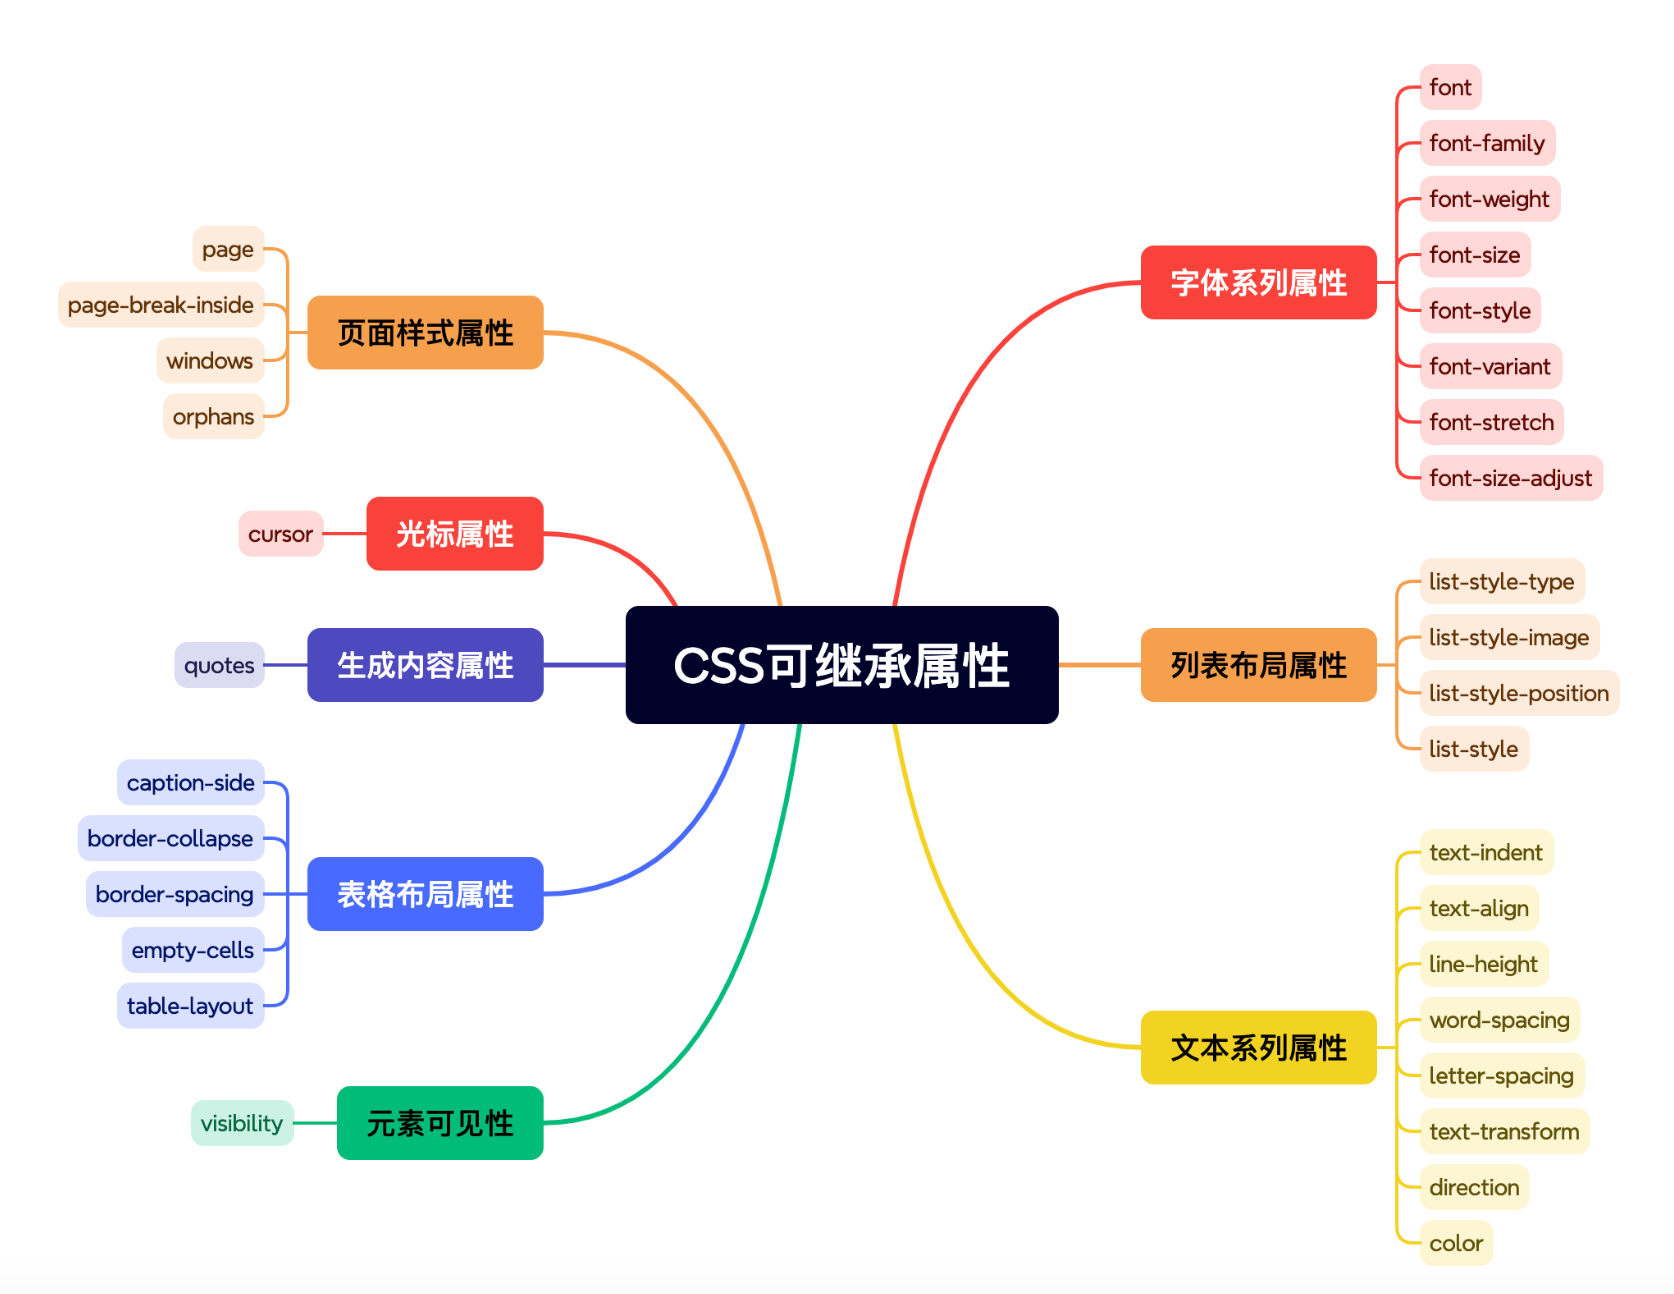 CSS可继承属性
字体系列属性
font
font-family
font-weight
font-size
font-style
font-variant
font-stretch
font-size-adjust
列表布局属性
list-style-type
list-style-image
list-style-position
list-style
文本系列属性
text-indent
text-align
line-height
word-spacing
letter-spacing
text-transform
direction
color
页面样式属性
page
page-break-inside
windows
orphans
光标属性
cursor
生成内容属性
quotes
表格布局属性
caption-side
border-collapse
border-spacing
empty-cells
table-layout
元素可见性
visibility